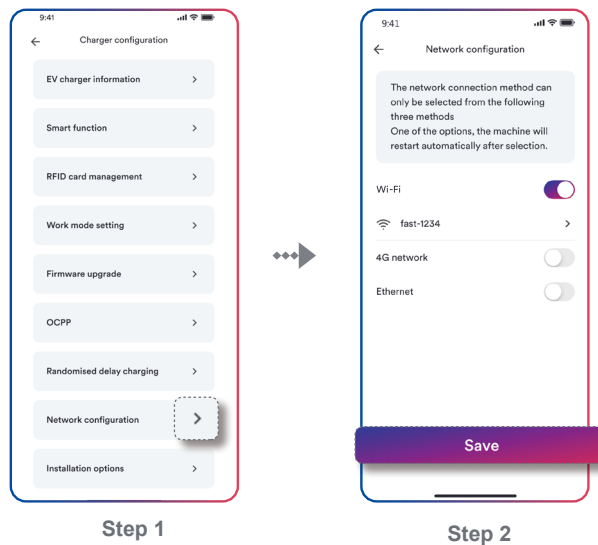 9:41
Charger configuration
EV charger information
Smart function
RFID card management
Work mode setting
Firmware upgrade
OCPP
Randomised delay charging
Network configuration
Installation options
Step 1
9:41
Network configuration
The network connection method can
only be selected from the following
three methods
One of the options, the machine will
restart automatically after selection.
Wi-Fi
fast-1234
4G network
Ethernet
Save
Step 2